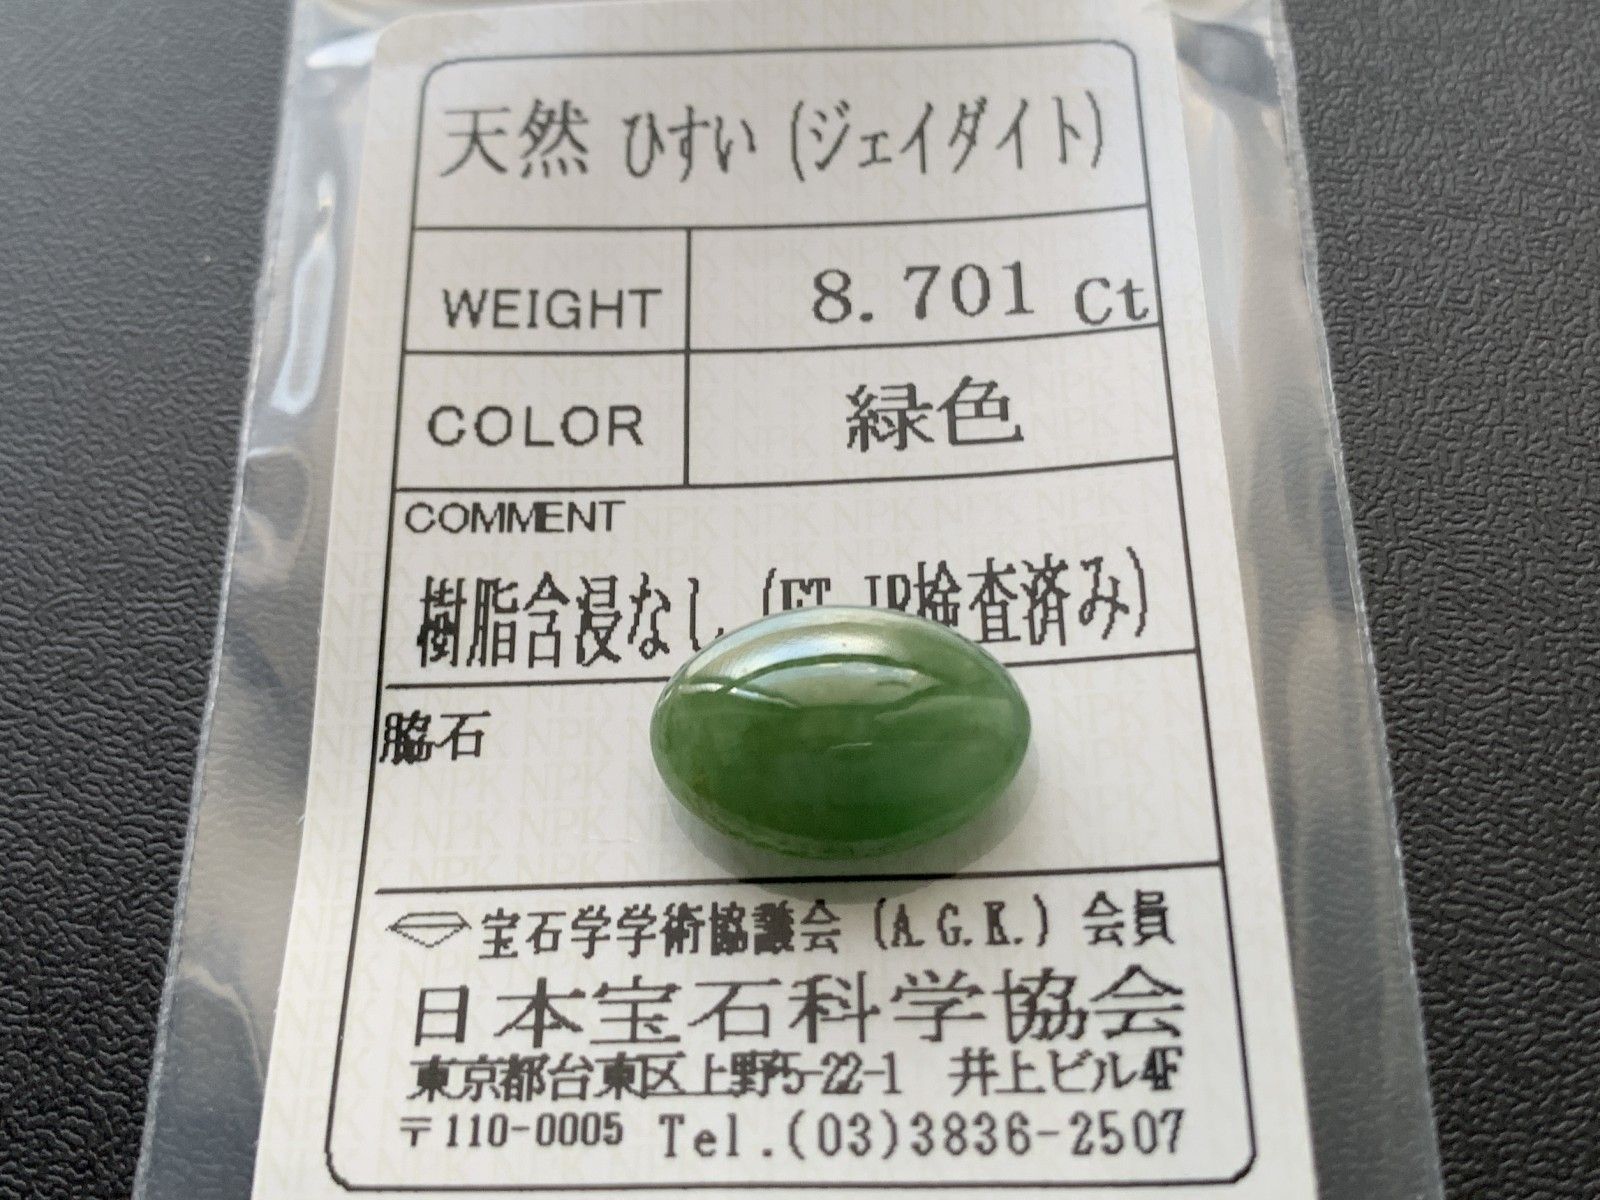 天然 ひすい (ジェイダイト)
WEIGHT 8.701 Ct
COLOR 緑色
COMMENT
樹脂含浸なし (FT-IR検査済み)
脇石
宝石学学術協議会 (A.G.K.) 会員
日本宝石科学協会
東京都台東区上野5-22-1 井上ビル4F
〒110-0005 Tel.(03)3836-2507